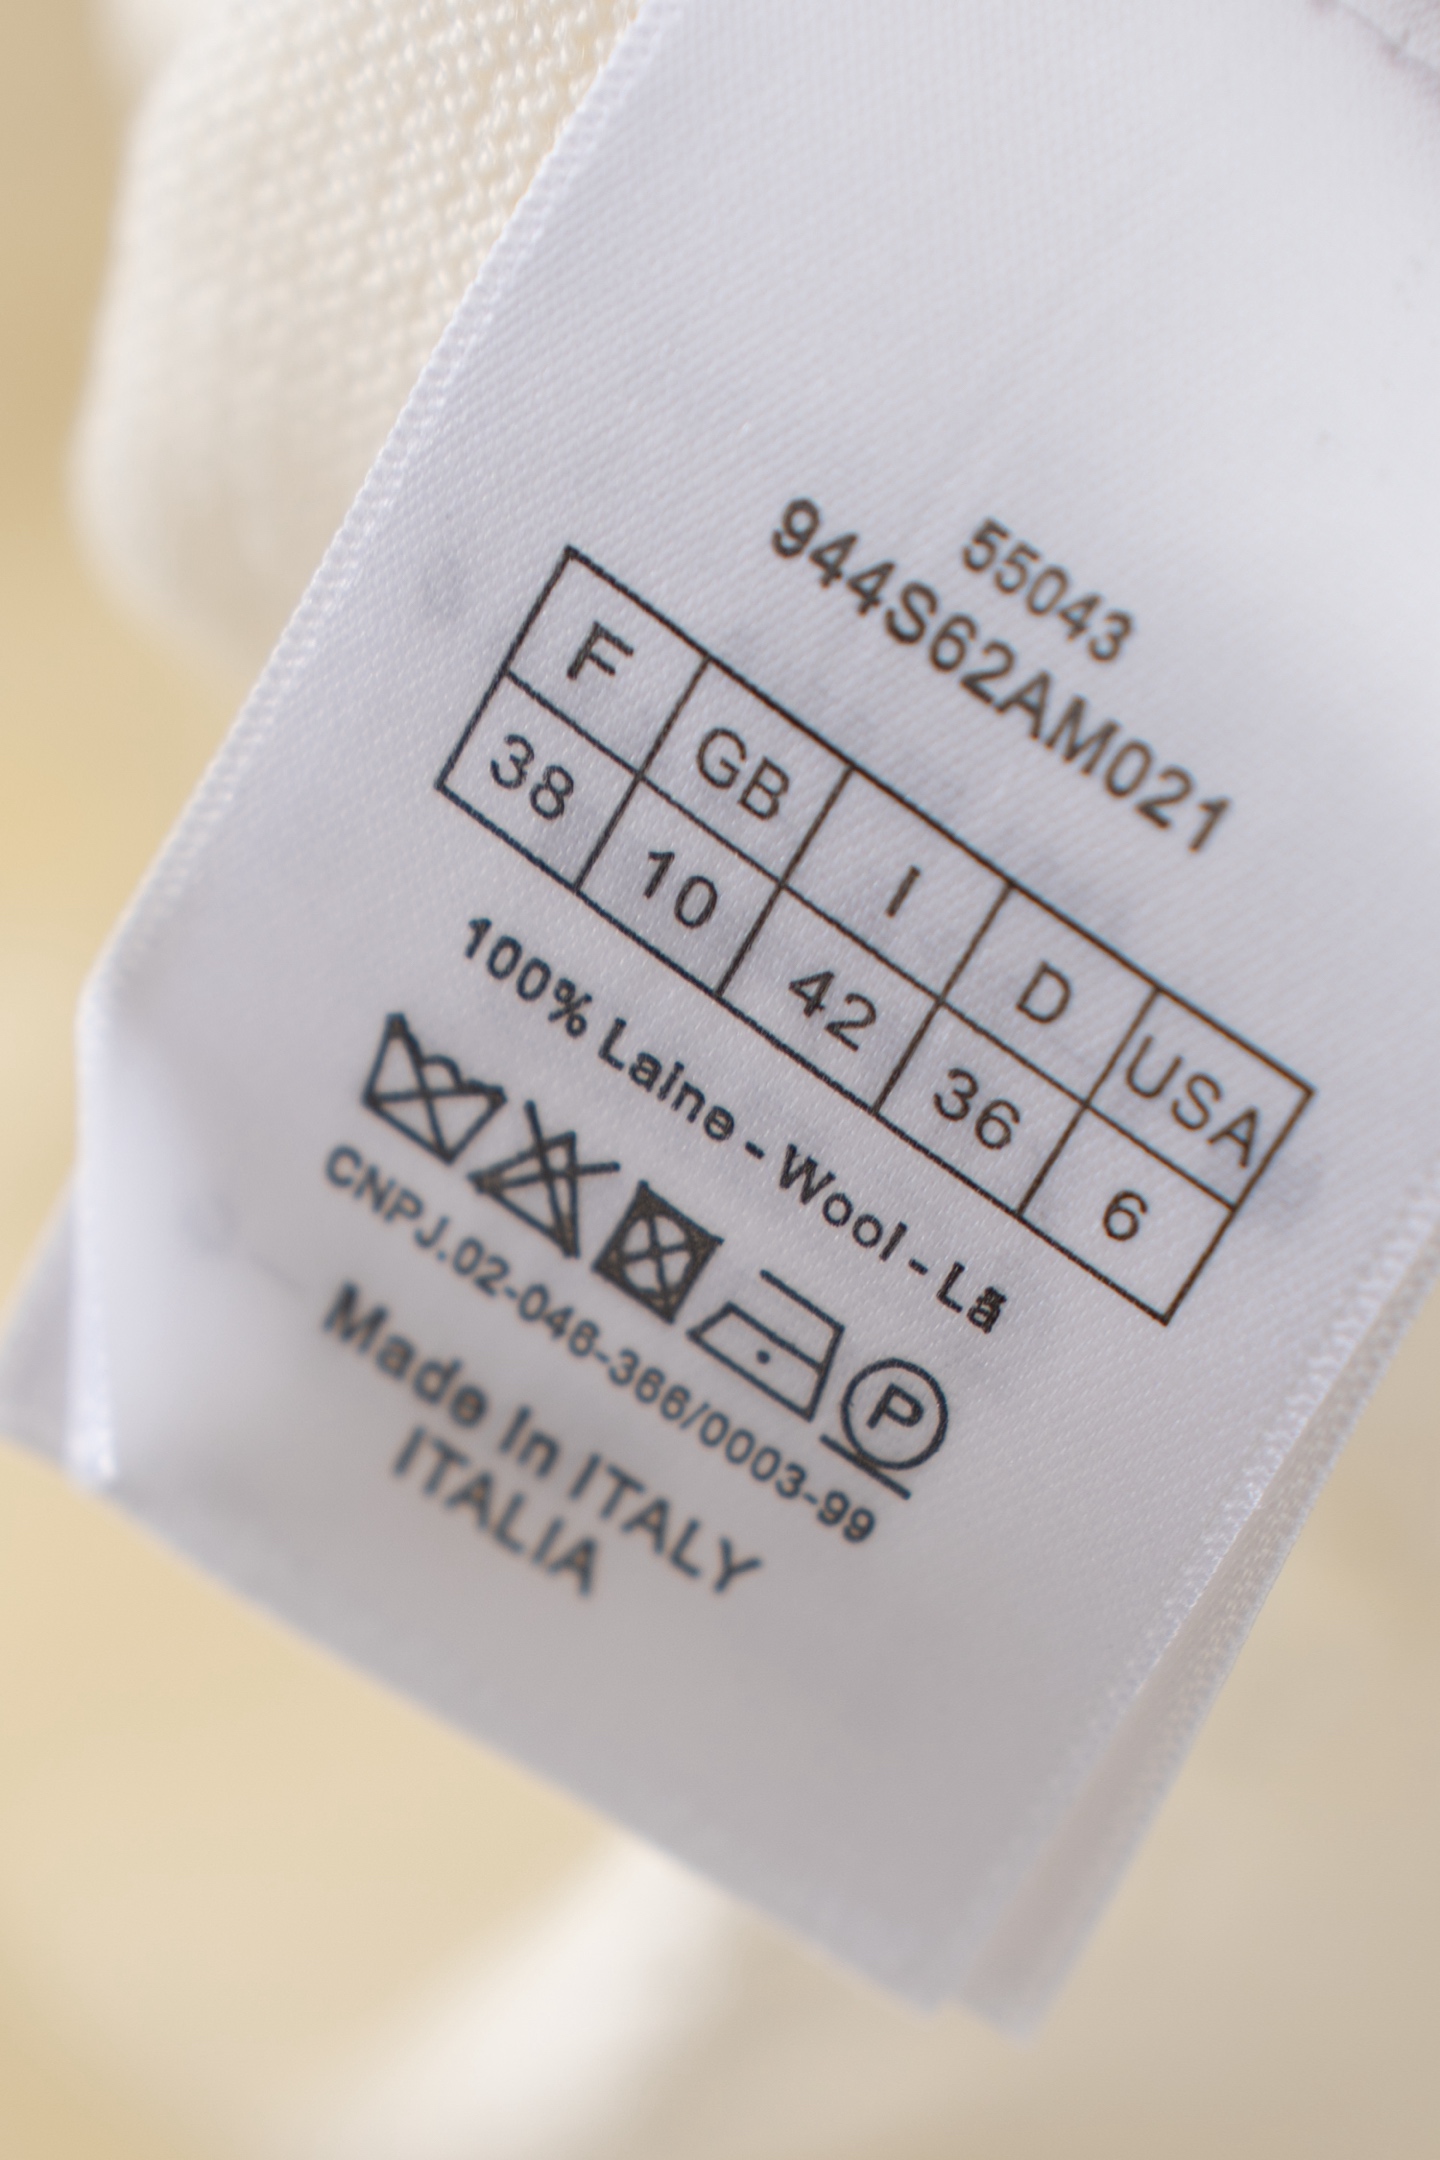 55043
944S62AM021
F GB I D USA
38 10 42 36 6
100% Laine - Wool - Lã
P
CNPJ.02-046-366/0003-99
Made In ITALY
ITALIA